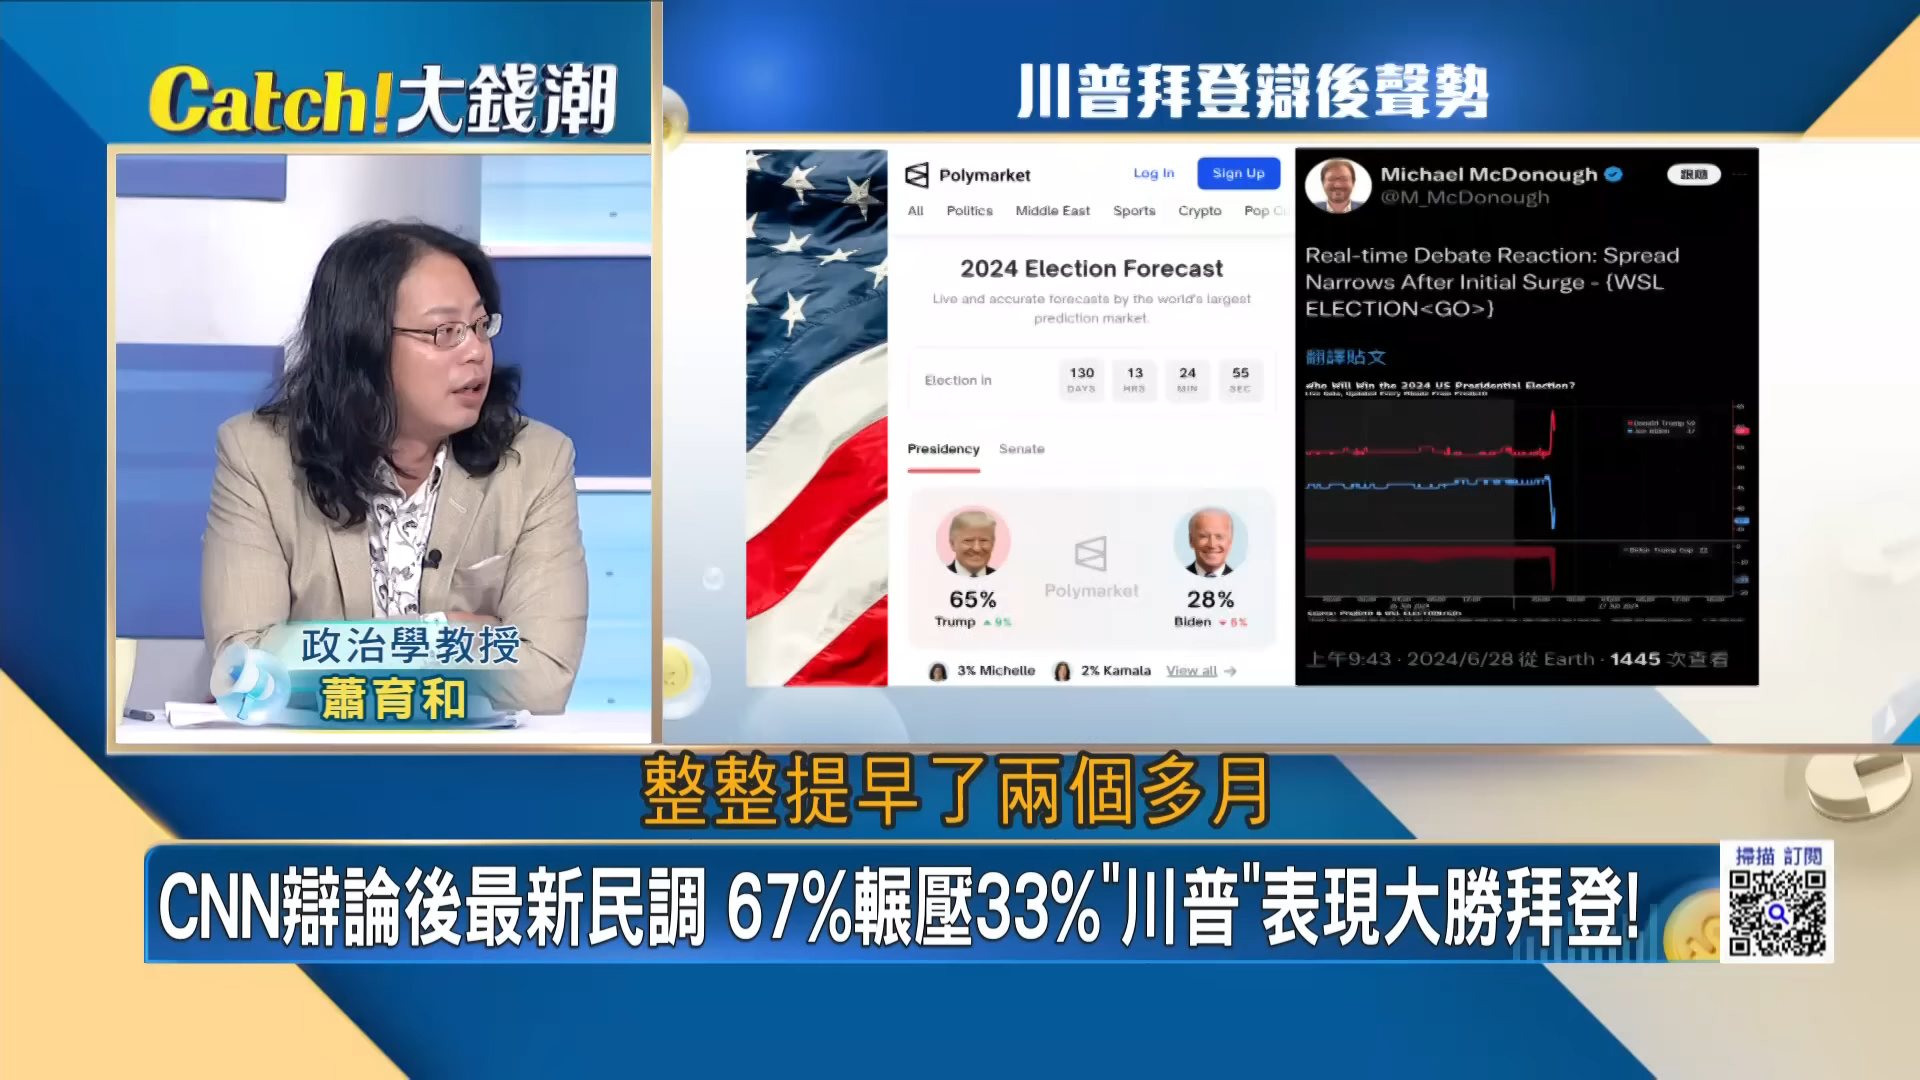 Catch!大錢潮
川普拜登辯後聲勢
Polymarket
Log In
Sign Up
All Politics Middle East Sports Crypto Pop
2024 Election Forecast
Live and accurate forecasts by the world's largest
prediction market.
Election in
130 13 24 55
DAYS HRS MIN SEC
Presidency Senate
Polymarket
65% 28%
Trump 9% Biden 6%
3% Michelle 2% Kamala View all →
Michael McDonough
@M_McDonough
跟隨
Real-time Debate Reaction: Spread
Narrows After Initial Surge - {WSL
ELECTION<GO>}
翻譯貼文
Who Will Win the 2024 US Presidential Election?
上午9:43 · 2024/6/28 從 Earth · 1445 次查看
政治學教授
蕭育和
整整提早了兩個多月
CNN辯論後最新民調 67%輾壓33%"川普"表現大勝拜登!
掃描 訂閱